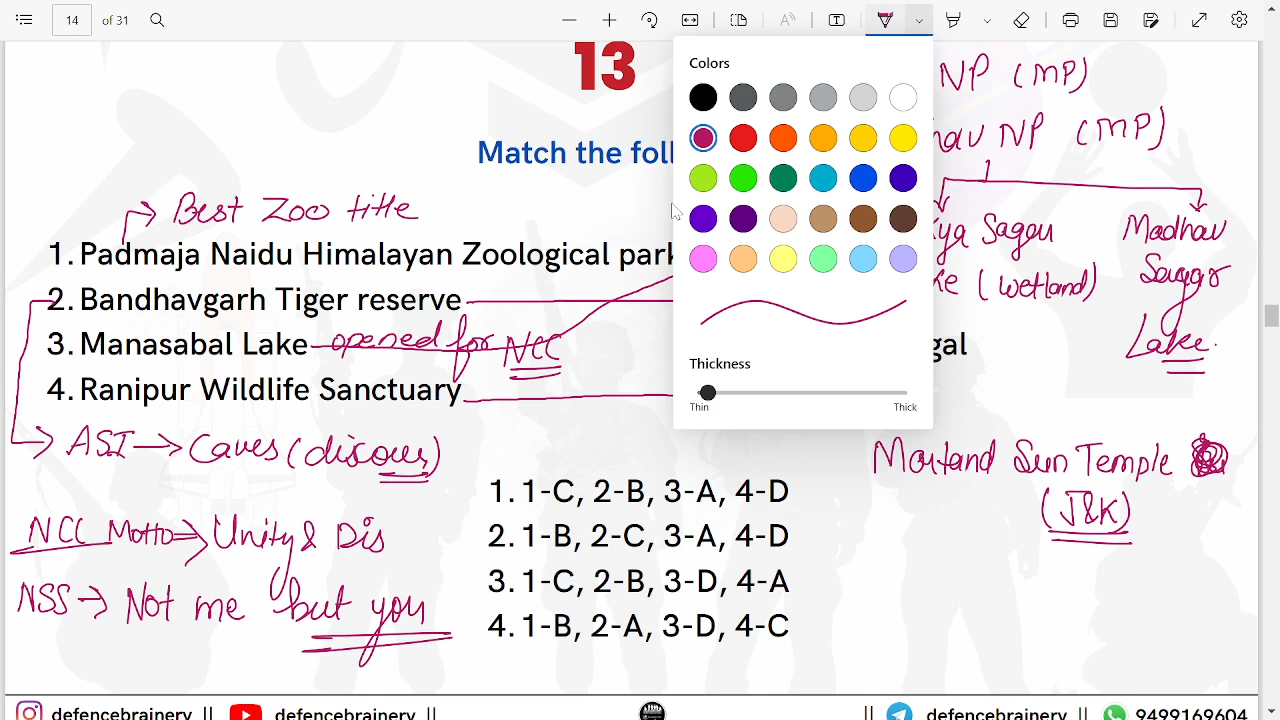 14 of 31
13
Colors
NP (MP)
hav NP (MP)
Match the foll
Best Zoo title
1. Padmaja Naidu Himalayan Zoological park
kya Sagar
Madhav
2. Bandhavgarh Tiger reserve
ke (wetland)
Sagar
3. Manasabal Lake opened for NCC
gal
Lake.
Thickness
4. Ranipur Wildlife Sanctuary
Thin
Thick
ASI → Caves (discover)
Martand Sun Temple
(J&K)
1. 1-C, 2-B, 3-A, 4-D
NCC Motto ⇒ Unity & Dis
2. 1-B, 2-C, 3-A, 4-D
3. 1-C, 2-B, 3-D, 4-A
NSS → Not me but you
4. 1-B, 2-A, 3-D, 4-C
defencebrainery || defencebrainery || || defencebrainery || 9499169604